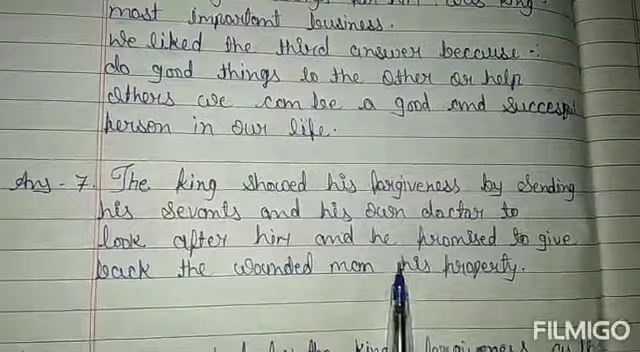 most important business.
We liked the third answer because :
do good things to the other or help
others we can be a good and succesful
person in our life.
Ans - 7. The king showed his forgiveness by sending
his sevants and his own doctor to
look after him and he promised to give
back the wounded man his property.
FILMIGO